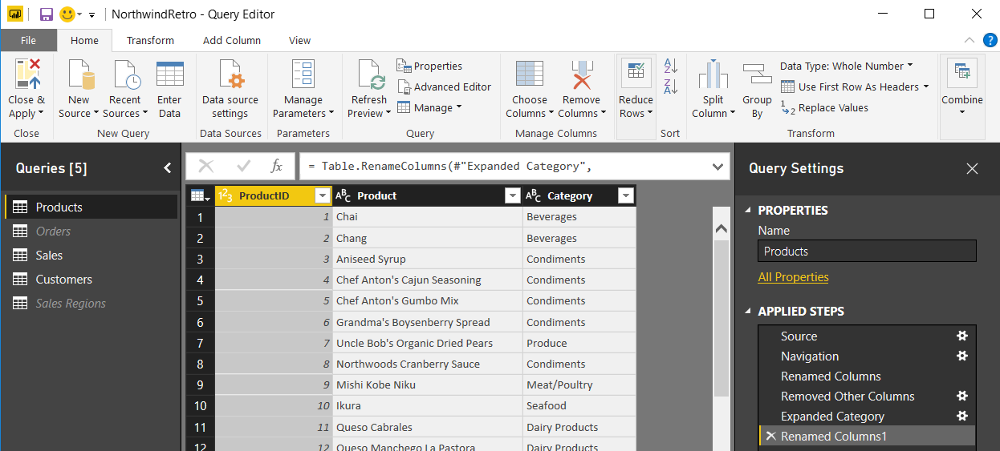 NorthwindRetro - Query Editor
File Home Transform Add Column View
Close & Apply
New Source
Recent Sources
Enter Data
Data source settings
Manage Parameters
Refresh Preview
Properties
Advanced Editor
Manage
Choose Columns
Remove Columns
Reduce Rows
Split Column
Group By
Data Type: Whole Number
Use First Row As Headers
Replace Values
Combine
Close New Query Data Sources Parameters Query Manage Columns Sort Transform
Queries [5]
Products
Orders
Sales
Customers
Sales Regions
fx = Table.RenameColumns(#"Expanded Category",
ProductID Product Category
1 1 Chai Beverages
2 2 Chang Beverages
3 3 Aniseed Syrup Condiments
4 4 Chef Anton's Cajun Seasoning Condiments
5 5 Chef Anton's Gumbo Mix Condiments
6 6 Grandma's Boysenberry Spread Condiments
7 7 Uncle Bob's Organic Dried Pears Produce
8 8 Northwoods Cranberry Sauce Condiments
9 9 Mishi Kobe Niku Meat/Poultry
10 10 Ikura Seafood
11 11 Queso Cabrales Dairy Products
12 12 Queso Manchego La Pastora Dairy Products
Query Settings
PROPERTIES
Name
Products
All Properties
APPLIED STEPS
Source
Navigation
Renamed Columns
Removed Other Columns
Expanded Category
Renamed Columns1